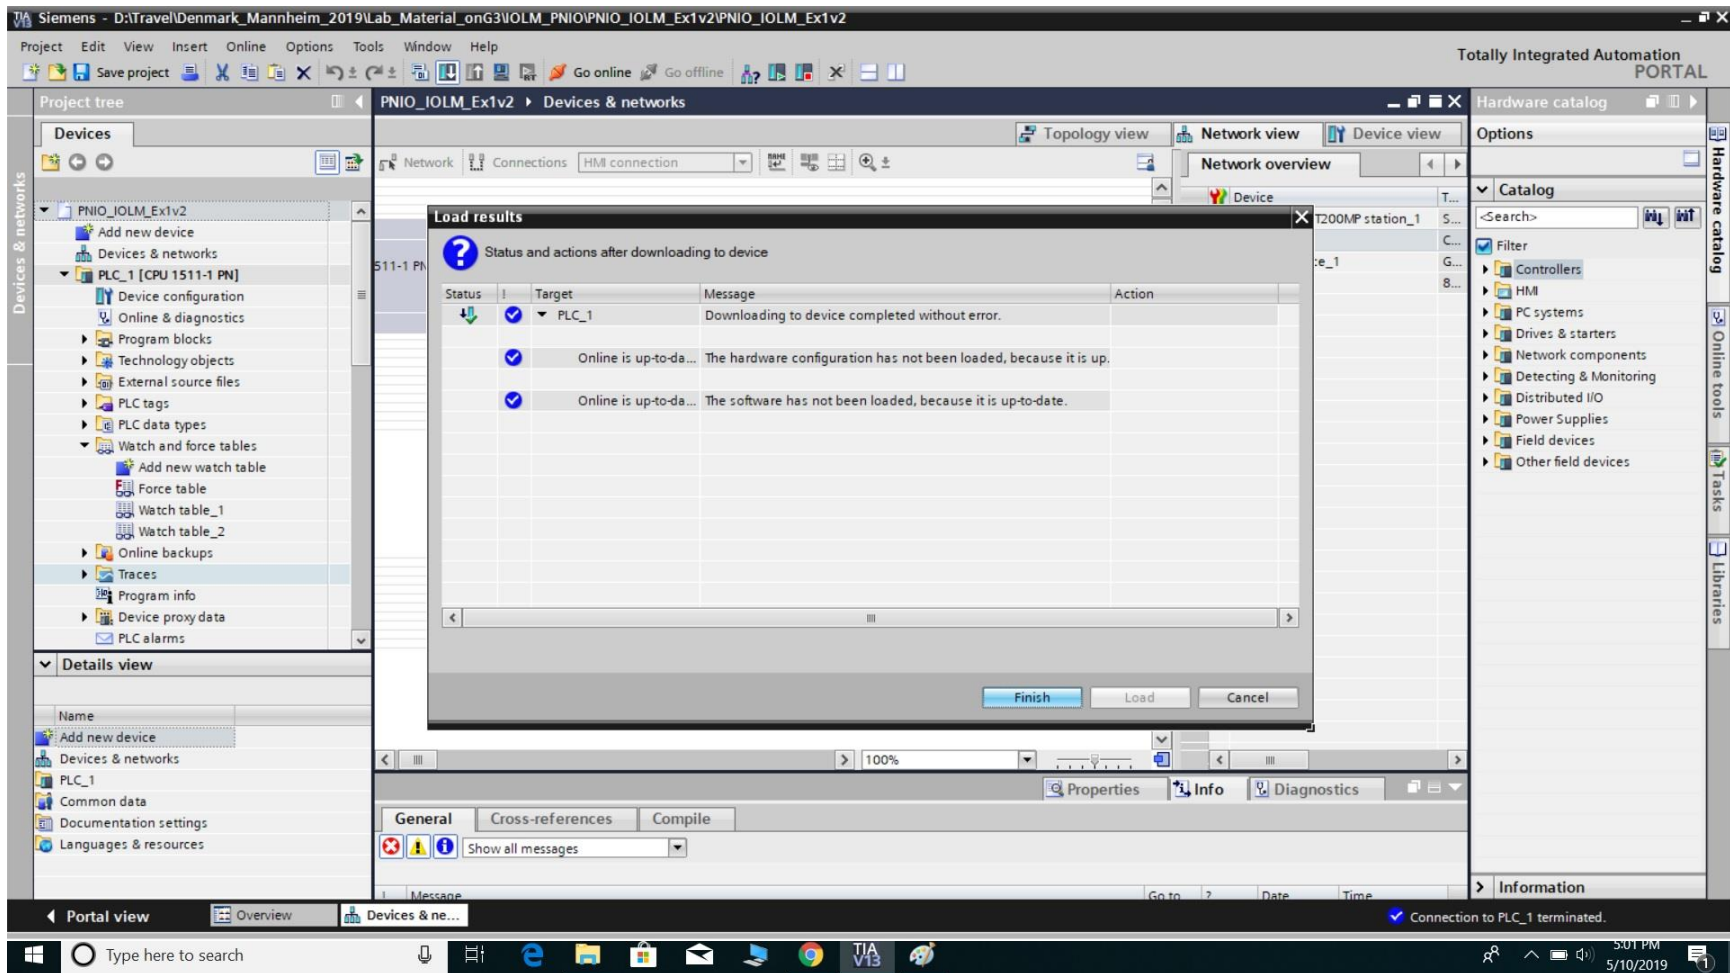 Siemens - D:\Travel\Denmark_Mannheim_2019\Lab_Material_onG3\IOLM_PNIO\PNIO_IOLM_Ex1v2\PNIO_IOLM_Ex1v2
Project Edit View Insert Online Options Tools Window Help
Totally Integrated Automation
PORTAL
Save project
Go online
Go offline
Project tree
PNIO_IOLM_Ex1v2 Devices & networks
Hardware catalog
Devices
Topology view
Network view
Device view
Options
Network
Connections
HMI connection
Network overview
Devices & networks
PNIO_IOLM_Ex1v2
Add new device
Devices & networks
PLC_1 [CPU 1511-1 PN]
Device configuration
Online & diagnostics
Program blocks
Technology objects
External source files
PLC tags
PLC data types
Watch and force tables
Add new watch table
Force table
Watch table_1
Watch table_2
Online backups
Traces
Program info
Device proxy data
PLC alarms
Details view
Name
Add new device
Devices & networks
PLC_1
Common data
Documentation settings
Languages & resources
511-1 PN
Load results
Status and actions after downloading to device
Status ! Target Message Action
PLC_1 Downloading to device completed without error.
Online is up-to-da... The hardware configuration has not been loaded, because it is up.
Online is up-to-da... The software has not been loaded, because it is up-to-date.
Finish Load Cancel
Device T...
T200MP station_1 S...
C...
:e_1 G...
8...
100%
Properties
Info
Diagnostics
General Cross-references Compile
Show all messages
! Message Go to ? Date Time
Catalog
<Search>
Filter
Controllers
HMI
PC systems
Drives & starters
Network components
Detecting & Monitoring
Distributed I/O
Power Supplies
Field devices
Other field devices
Information
Hardware catalog
Online tools
Tasks
Libraries
Portal view
Overview
Devices & ne...
Connection to PLC_1 terminated.
Type here to search
TIA
V13
5:01 PM
5/10/2019
1